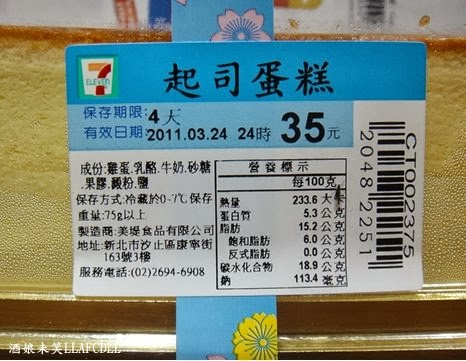 7
ELEVEN
起司蛋糕
保存期限:4天
有效日期:2011.03.24 24時 35元
成份:雞蛋.乳酪.牛奶.砂糖
.果膠.澱粉.鹽
保存方式:冷藏於0~7℃保存
重量:75g以上
製造商:美堤食品有限公司
地址:新北市汐止區康寧街
163號3樓
服務電話:(02)2694-6908
營養標示
每100克
熱量 233.6 大卡
蛋白質 5.3 公克
脂肪 15.2 公克
飽和脂肪 6.0 公克
反式脂肪 0.0 公克
碳水化合物 18.9 公克
鈉 113.4 毫克
CT002375
2048 2251
酒娘未笑LLAFCDLL